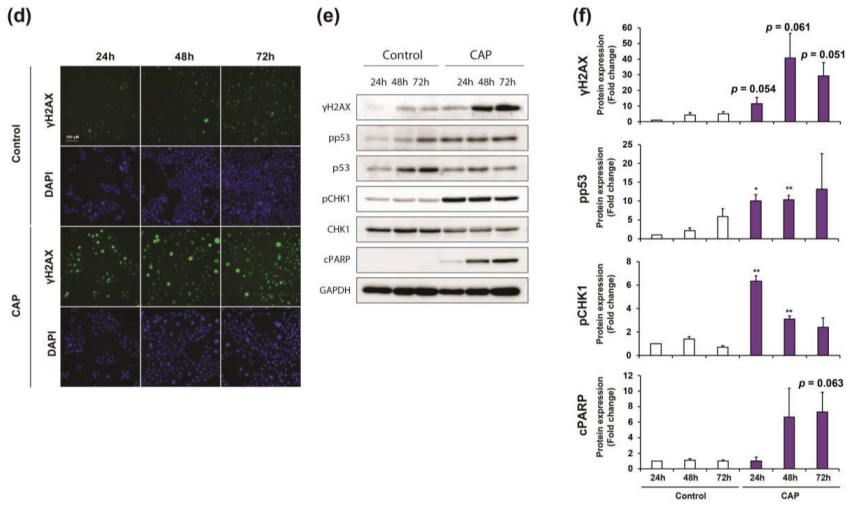 (d)
24h 48h 72h
Control
γH2AX
DAPI
CAP
γH2AX
DAPI
(e)
Control CAP
24h 48h 72h 24h 48h 72h
γH2AX
pp53
p53
pCHK1
CHK1
cPARP
GAPDH
(f)
γH2AX
Protein expression
(Fold change)
60
50
40
30
20
10
0
p = 0.054
p = 0.061
p = 0.051
pp53
Protein expression
(Fold change)
25
20
15
10
5
0
*
**
pCHK1
Protein expression
(Fold change)
8
6
4
2
0
**
**
cPARP
Protein expression
(Fold change)
12
10
8
6
4
2
0
p = 0.063
24h 48h 72h 24h 48h 72h
Control CAP